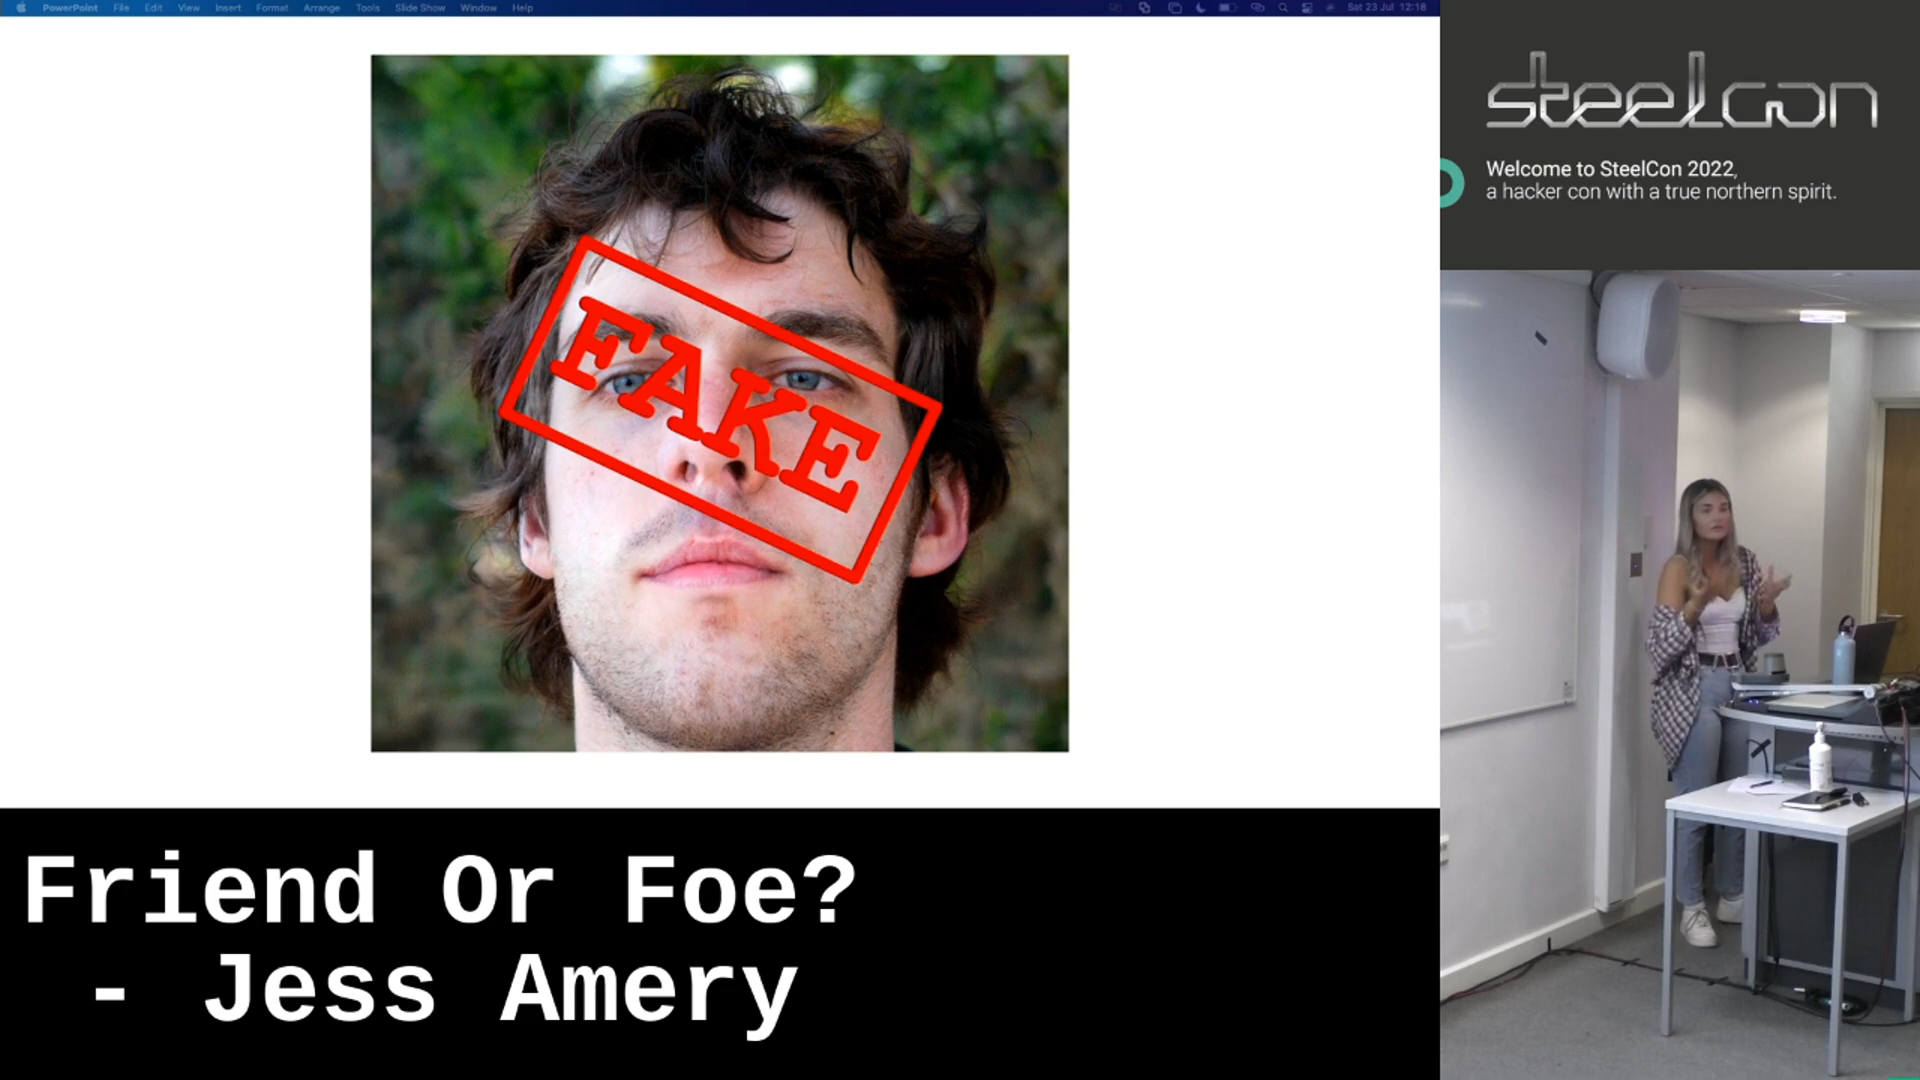 PowerPoint File Edit View Insert Format Arrange Tools Slide Show Window Help
Sat 23 Jul 12:18
FAKE
steelcon
Welcome to SteelCon 2022,
a hacker con with a true northern spirit.
Friend Or Foe?
- Jess Amery